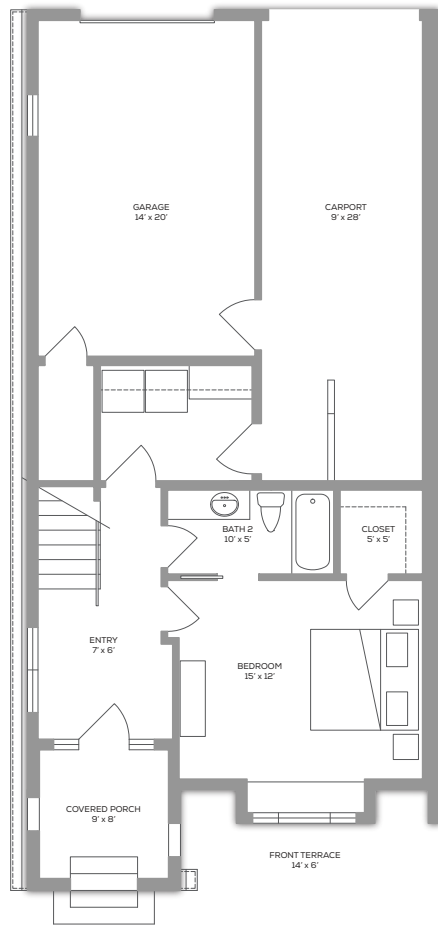 GARAGE
14' x 20'
CARPORT
9' x 28'
BATH 2
10' x 5'
CLOSET
5' x 5'
ENTRY
7' x 6'
BEDROOM
15' x 12'
COVERED PORCH
9' x 8'
FRONT TERRACE
14' x 6'